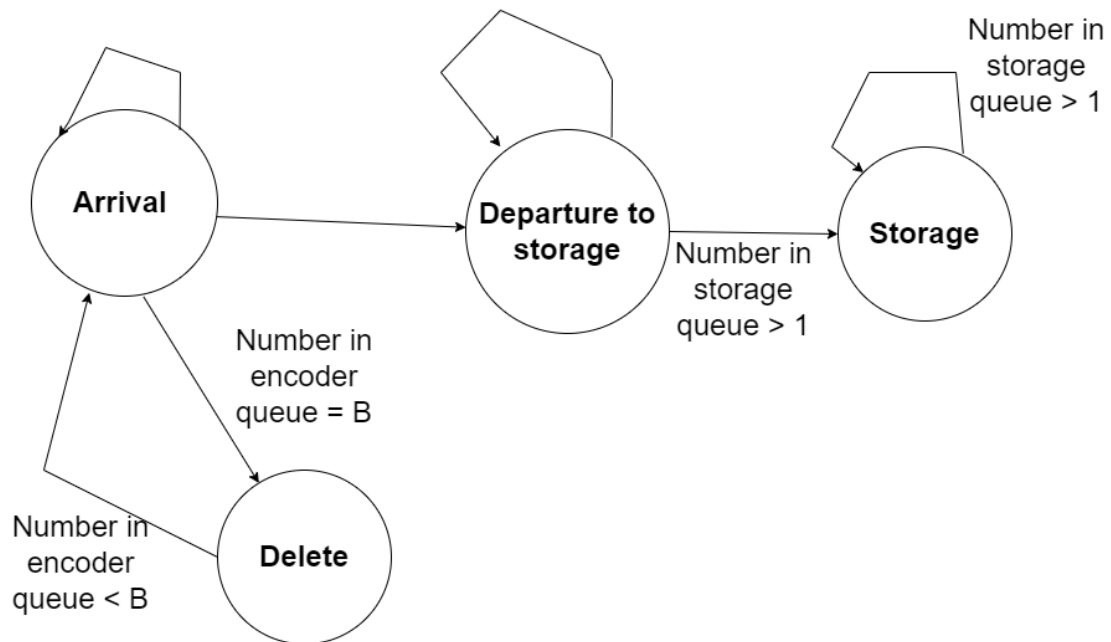 Number in
storage
queue > 1
Arrival
Departure to
storage
Storage
Number in
storage
queue > 1
Number in
encoder
queue = B
Number in
encoder
queue < B
Delete